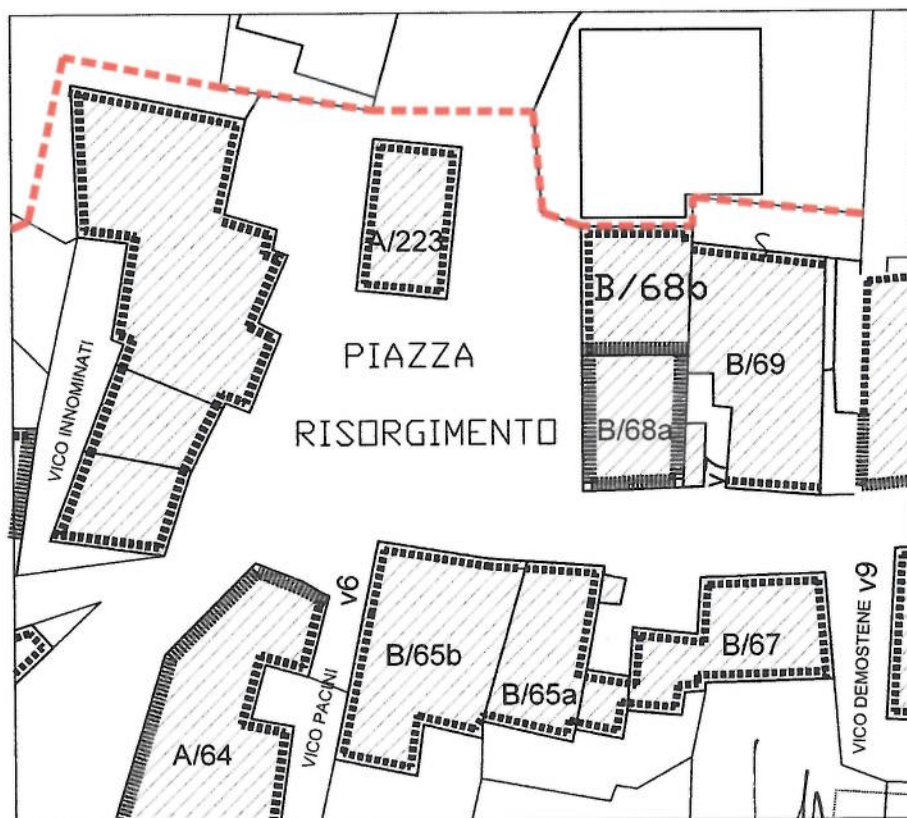 A/223
B/68b
PIAZZA
RISORGIMENTO
B/69
B/68a
VICO INNOMINATI
v6
B/65b
B/65a
B/67
VICO DEMOSTENE v9
A/64
VICO PACINI